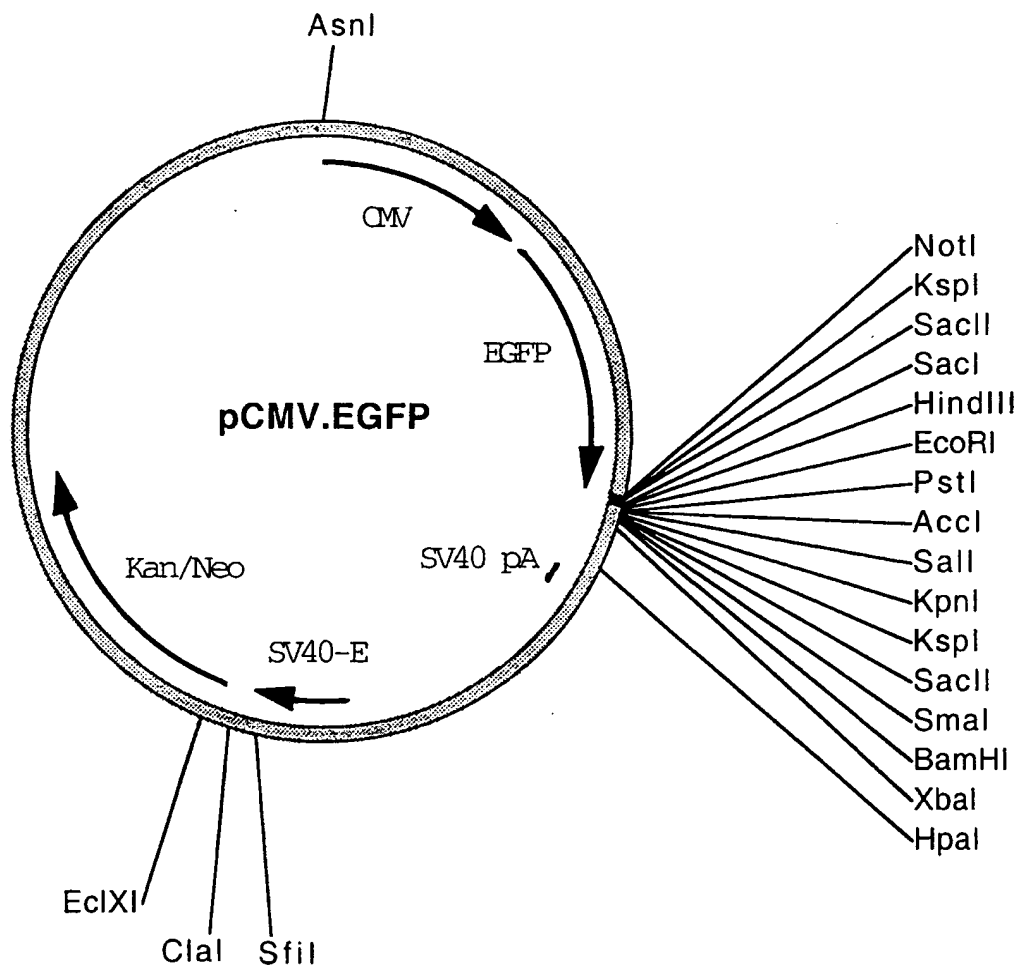 AsnI
CMV
EGFP
pCMV.EGFP
Kan/Neo
SV40 pA
SV40-E
NotI
KspI
SacII
SacI
HindIII
EcoRI
PstI
AccI
SalI
KpnI
KspI
SacII
SmaI
BamHI
XbaI
HpaI
EclXI
ClaI
SfiI